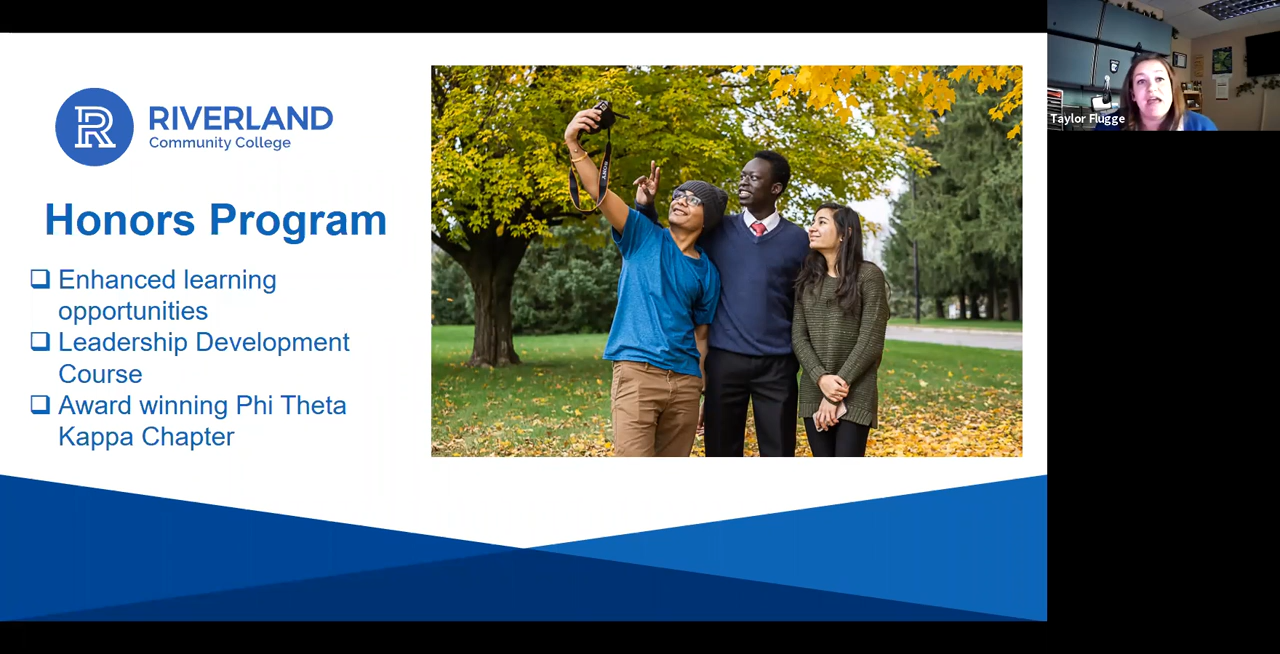 RIVERLAND
Community College
Honors Program
Enhanced learning
opportunities
Leadership Development
Course
Award winning Phi Theta
Kappa Chapter
SONY
Taylor Flugge